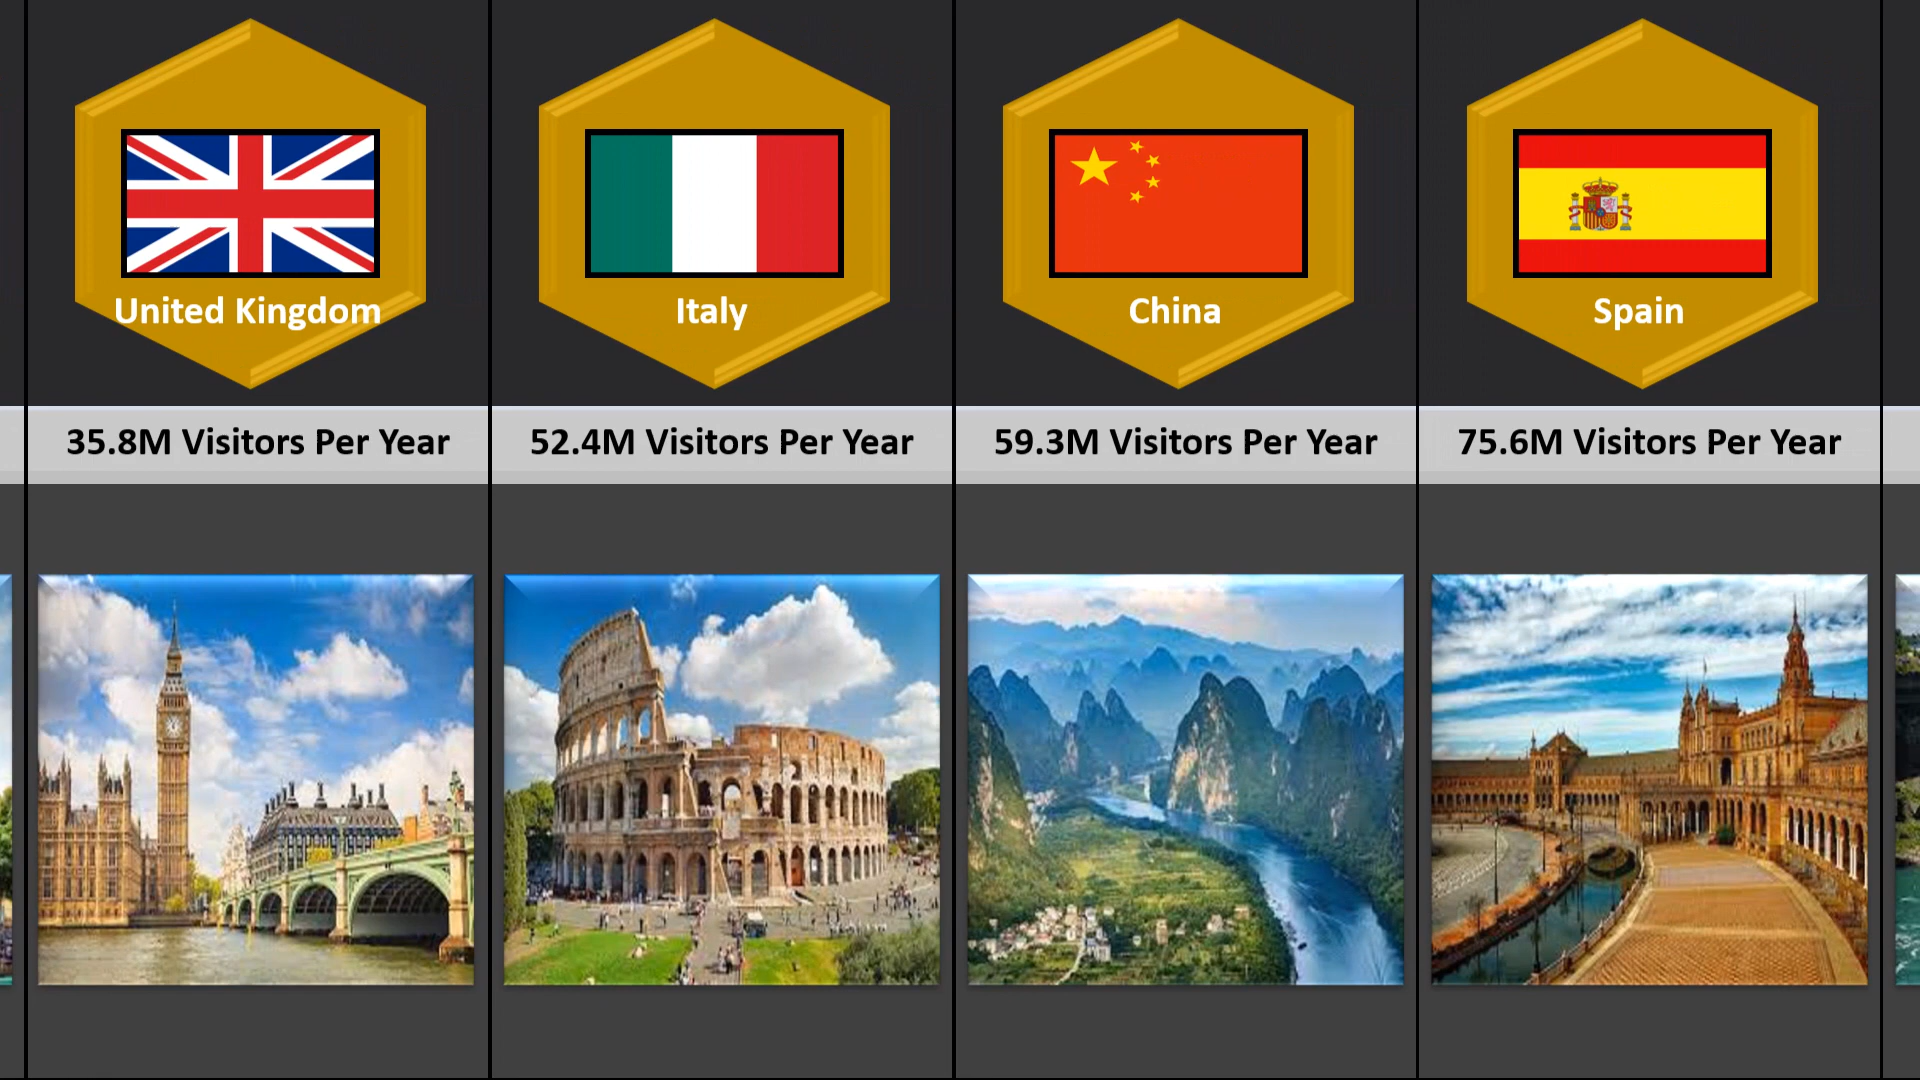 United Kingdom
Italy
China
Spain
35.8M Visitors Per Year
52.4M Visitors Per Year
59.3M Visitors Per Year
75.6M Visitors Per Year